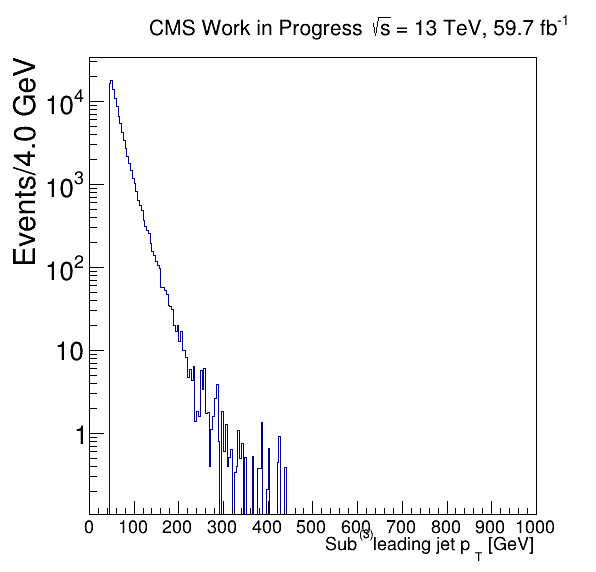 CMS Work in Progress √s = 13 TeV, 59.7 fb⁻¹
Events/4.0 GeV
10⁴
10³
10²
10
1
0 100 200 300 400 500 600 700 800 900 1000
Sub⁽³⁾leading jet p_T [GeV]